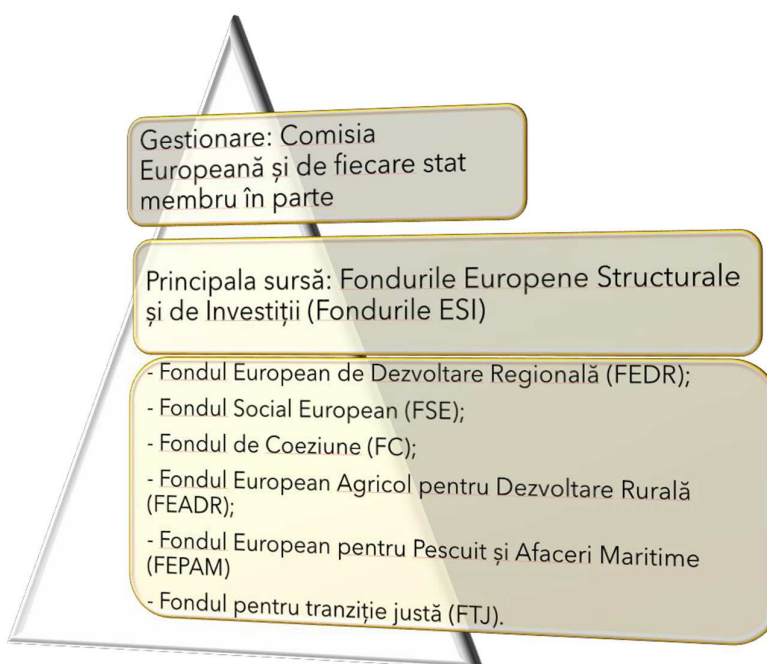 Gestionare: Comisia
Europeană și de fiecare stat
membru în parte
Principala sursă: Fondurile Europene Structurale
și de Investiții (Fondurile ESI)
- Fondul European de Dezvoltare Regională (FEDR);
- Fondul Social European (FSE);
- Fondul de Coeziune (FC);
- Fondul European Agricol pentru Dezvoltare Rurală
(FEADR);
- Fondul European pentru Pescuit și Afaceri Maritime
(FEPAM)
- Fondul pentru tranziție justă (FTJ).